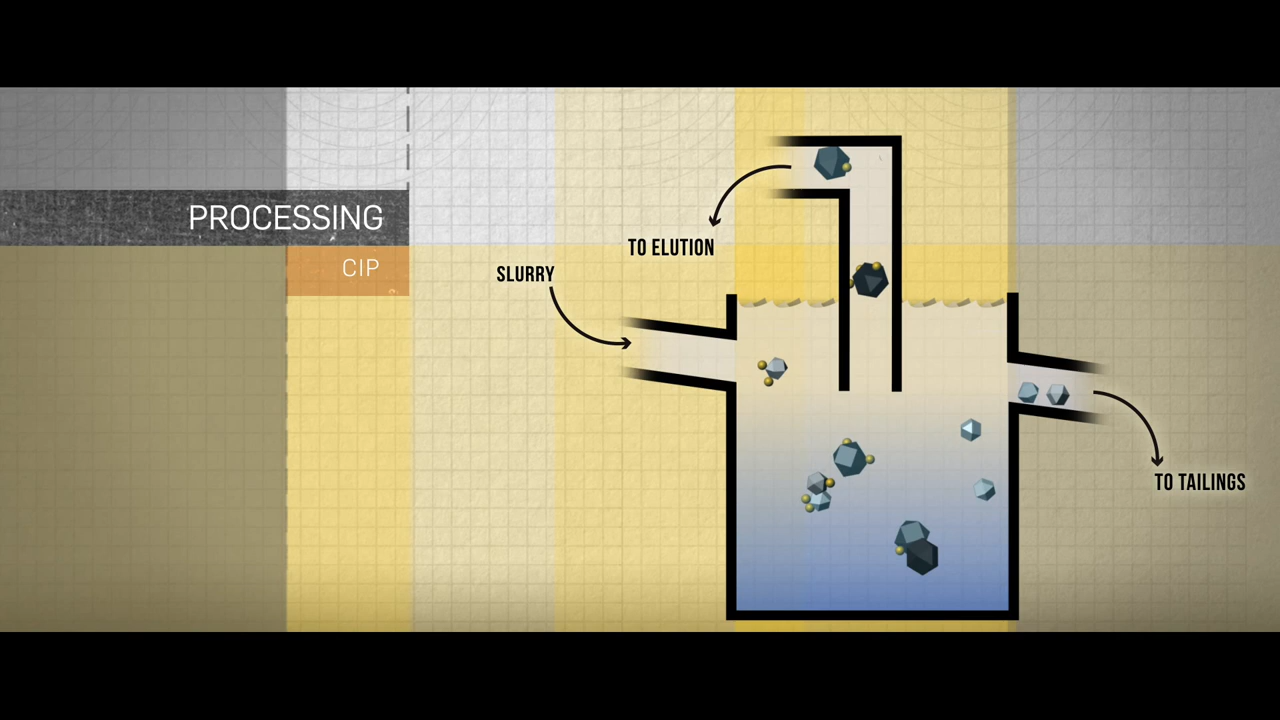 PROCESSING
CIP
TO ELUTION
SLURRY
TO TAILINGS